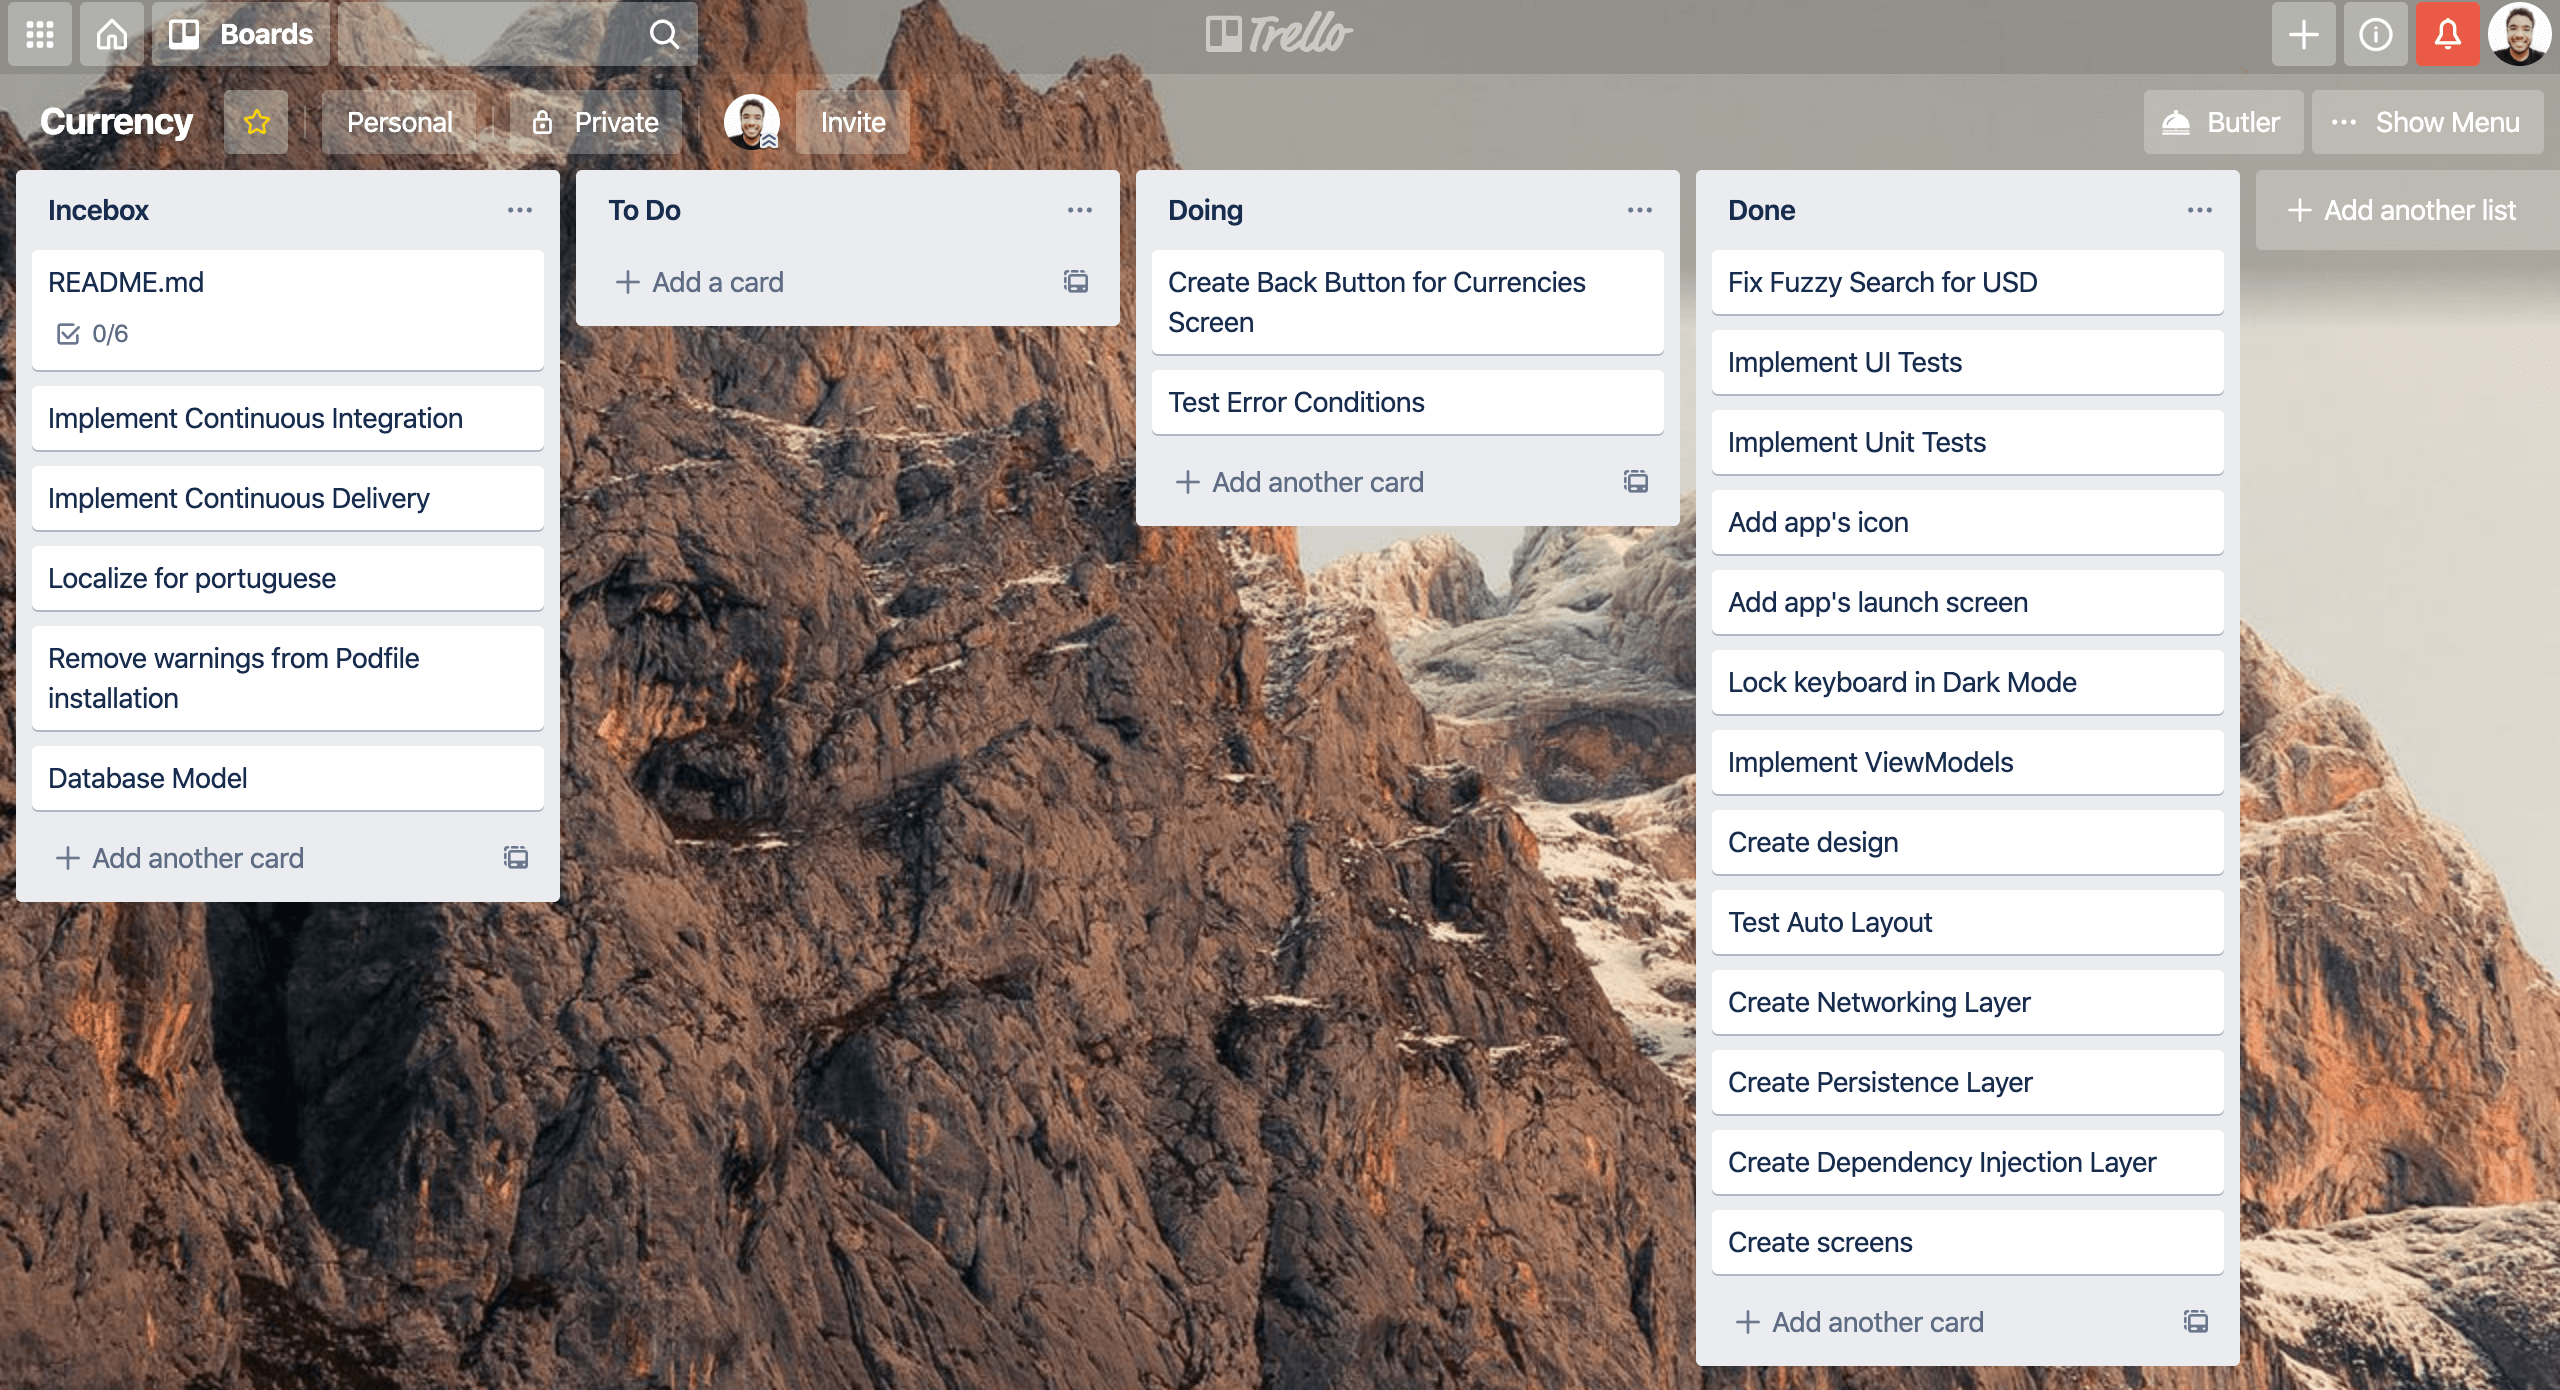 Boards
Trello
Currency
Personal
Private
Invite
Butler
Show Menu
Incebox
README.md
0/6
Implement Continuous Integration
Implement Continuous Delivery
Localize for portuguese
Remove warnings from Podfile
installation
Database Model
Add another card
To Do
Add a card
Doing
Create Back Button for Currencies
Screen
Test Error Conditions
Add another card
Done
Fix Fuzzy Search for USD
Implement UI Tests
Implement Unit Tests
Add app's icon
Add app's launch screen
Lock keyboard in Dark Mode
Implement ViewModels
Create design
Test Auto Layout
Create Networking Layer
Create Persistence Layer
Create Dependency Injection Layer
Create screens
Add another card
Add another list